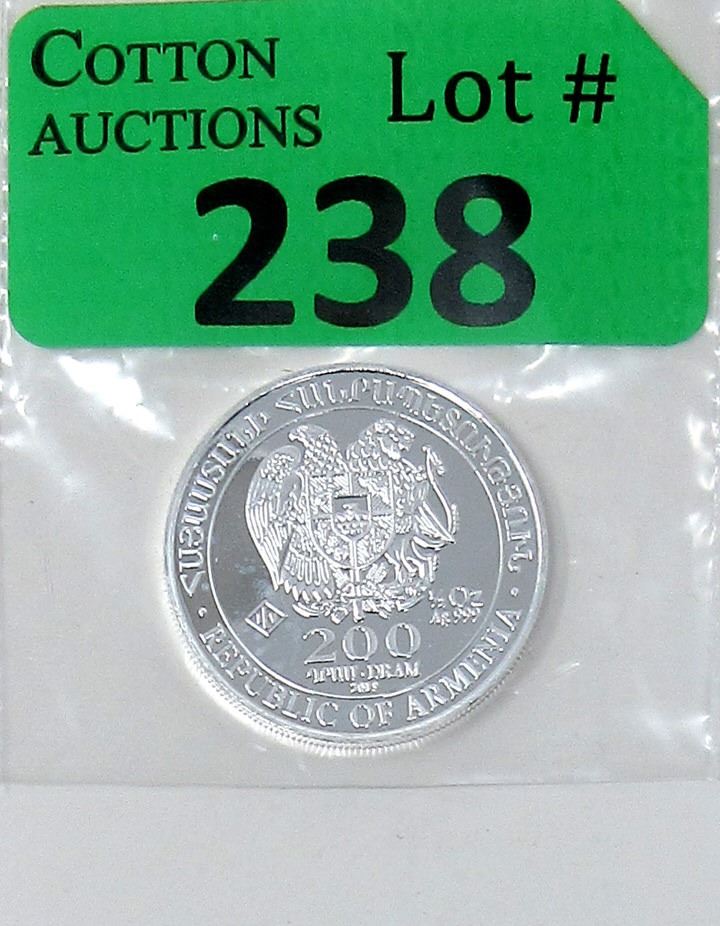 COTTON
AUCTIONS
Lot #
238
ՀԱՅԱՍՏԱՆԻ ՀԱՆՐԱՊԵՏՈՒԹՅՈՒՆ
½ Oz
Ag 999
200
ԴՐԱՄ · DRAM
REPUBLIC OF ARMENIA